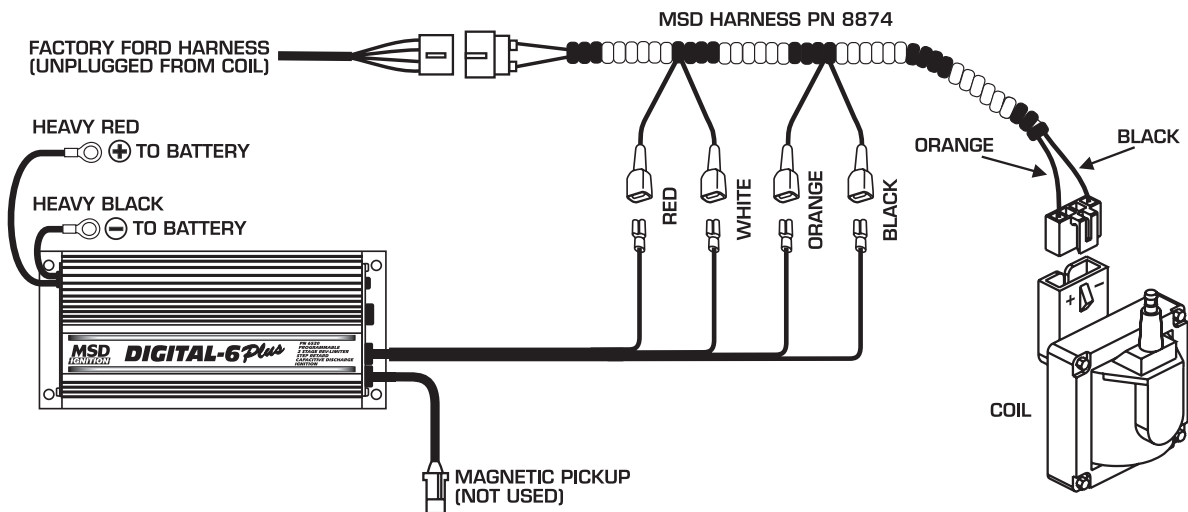 MSD HARNESS PN 8874
FACTORY FORD HARNESS
(UNPLUGGED FROM COIL)
HEAVY RED
+ TO BATTERY
HEAVY BLACK
− TO BATTERY
RED
WHITE
ORANGE
BLACK
ORANGE
BLACK
+ −
COIL
MSD
IGNITION
DIGITAL-6 Plus
PN 6520
PROGRAMMABLE
2 STAGE REV-LIMITER
STEP RETARD
CAPACITIVE DISCHARGE
IGNITION
MAGNETIC PICKUP
(NOT USED)